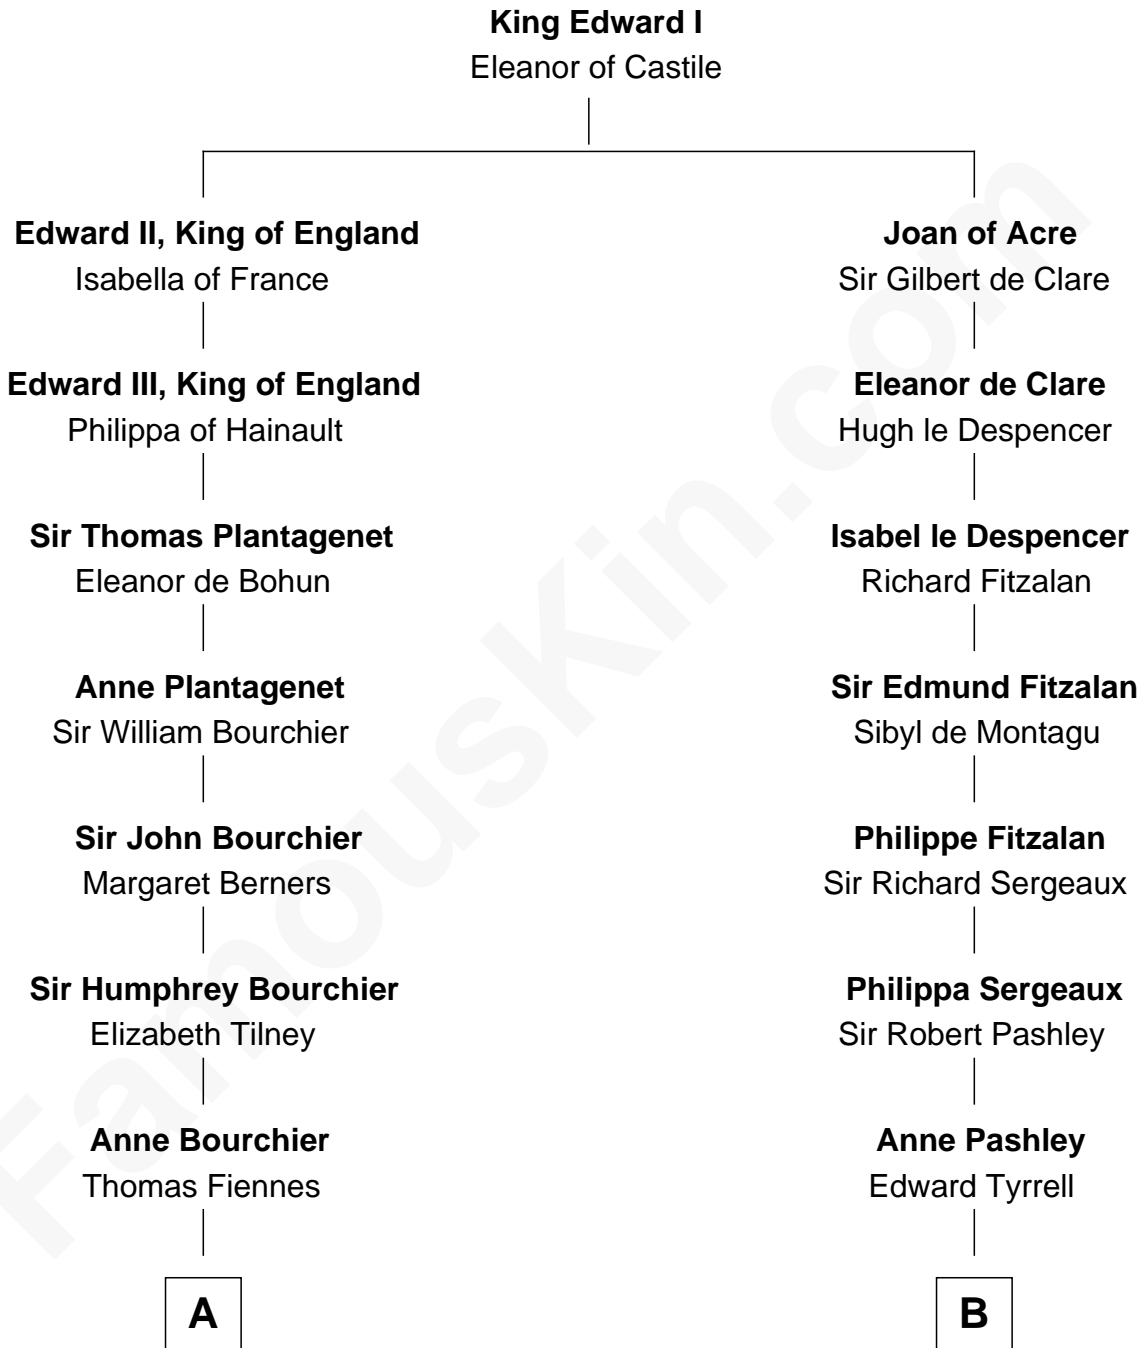 King Edward I
Eleanor of Castile
Edward II, King of England
Isabella of France
Joan of Acre
Sir Gilbert de Clare
Edward III, King of England
Philippa of Hainault
Eleanor de Clare
Hugh le Despencer
Sir Thomas Plantagenet
Eleanor de Bohun
Isabel le Despencer
Richard Fitzalan
Anne Plantagenet
Sir William Bourchier
Sir Edmund Fitzalan
Sibyl de Montagu
Sir John Bourchier
Margaret Berners
Philippe Fitzalan
Sir Richard Sergeaux
Sir Humphrey Bourchier
Elizabeth Tilney
Philippa Sergeaux
Sir Robert Pashley
Anne Bourchier
Thomas Fiennes
Anne Pashley
Edward Tyrrell
A
B
FamousKin.com